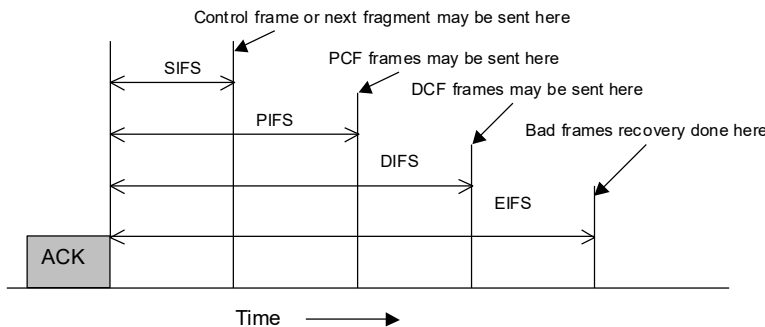 Control frame or next fragment may be sent here
PCF frames may be sent here
SIFS
DCF frames may be sent here
PIFS
Bad frames recovery done here
DIFS
EIFS
ACK
Time